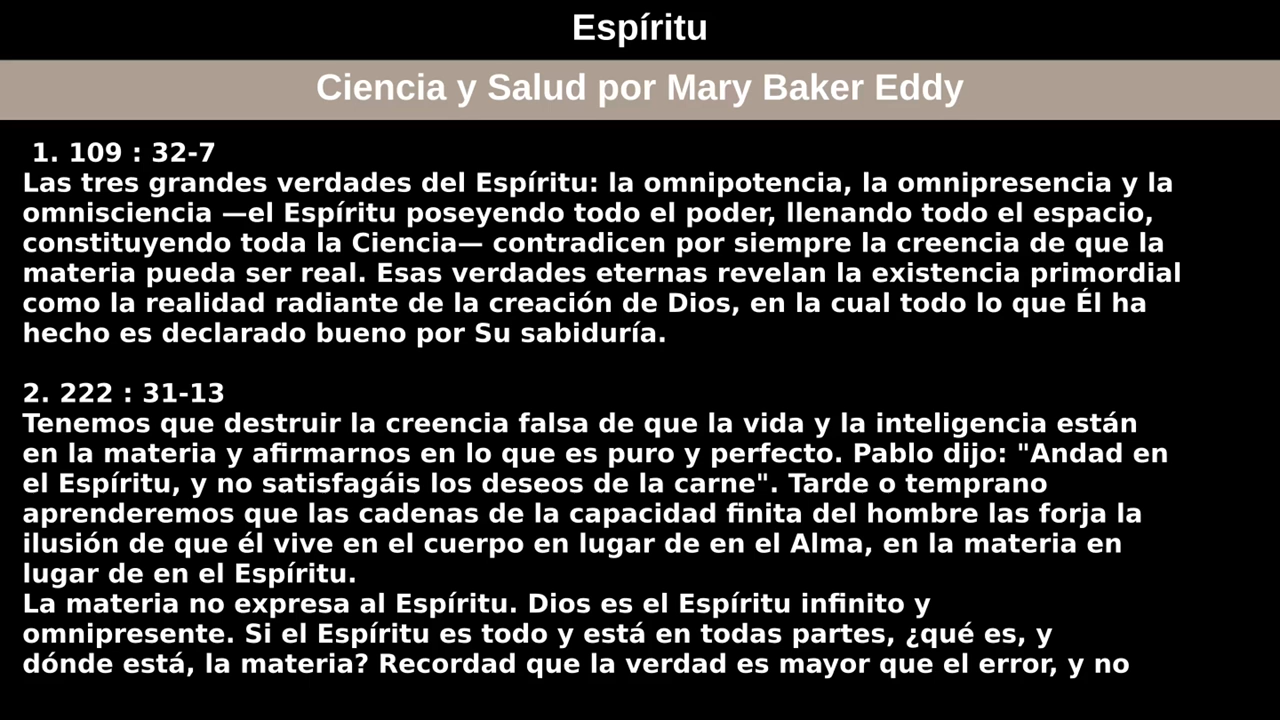 Espíritu
Ciencia y Salud por Mary Baker Eddy
1. 109 : 32-7
Las tres grandes verdades del Espíritu: la omnipotencia, la omnipresencia y la
omnisciencia —el Espíritu poseyendo todo el poder, llenando todo el espacio,
constituyendo toda la Ciencia— contradicen por siempre la creencia de que la
materia pueda ser real. Esas verdades eternas revelan la existencia primordial
como la realidad radiante de la creación de Dios, en la cual todo lo que Él ha
hecho es declarado bueno por Su sabiduría.
2. 222 : 31-13
Tenemos que destruir la creencia falsa de que la vida y la inteligencia están
en la materia y afirmarnos en lo que es puro y perfecto. Pablo dijo: "Andad en
el Espíritu, y no satisfagáis los deseos de la carne". Tarde o temprano
aprenderemos que las cadenas de la capacidad finita del hombre las forja la
ilusión de que él vive en el cuerpo en lugar de en el Alma, en la materia en
lugar de en el Espíritu.
La materia no expresa al Espíritu. Dios es el Espíritu infinito y
omnipresente. Si el Espíritu es todo y está en todas partes, ¿qué es, y
dónde está, la materia? Recordad que la verdad es mayor que el error, y no